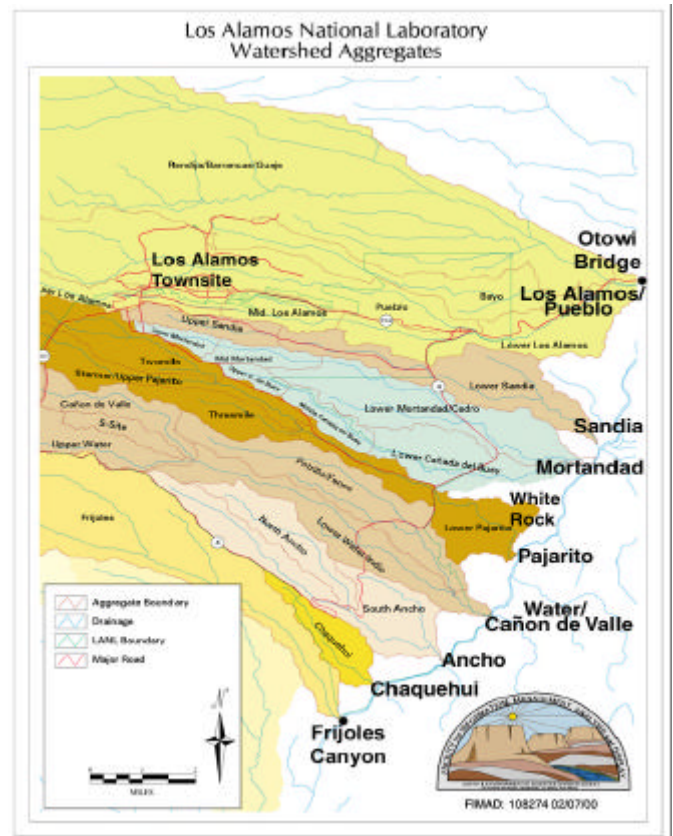 Los Alamos National Laboratory
Watershed Aggregates
Rendija/Barrancas/Guaje
Los Alamos
Townsite
Otowi
Bridge
Los Alamos/
Pueblo
Bayo
Pueblo
Mid. Los Alamos
Upper Sandia
Lower Los Alamos
Lower Sandia
Sandia
Upper Mortandad
Mid Mortandad
Lower Mortandad/Cedro
Lower Cañada del Buey
Mortandad
Twomile
Starmer/Upper Pajarito
Threemile
Cañon de Valle
S-Site
Upper Water
Potrillo/Fence
White
Rock
Lower Pajarito
Pajarito
Frijoles
North Ancho
Lower Water/Indio
Water/
Cañon de Valle
South Ancho
Ancho
Chaquehui
Chaquehui
Frijoles
Canyon
Aggregate Boundary
Drainage
LANL Boundary
Major Road
N
MILES
FIMAD: 108274 02/07/00